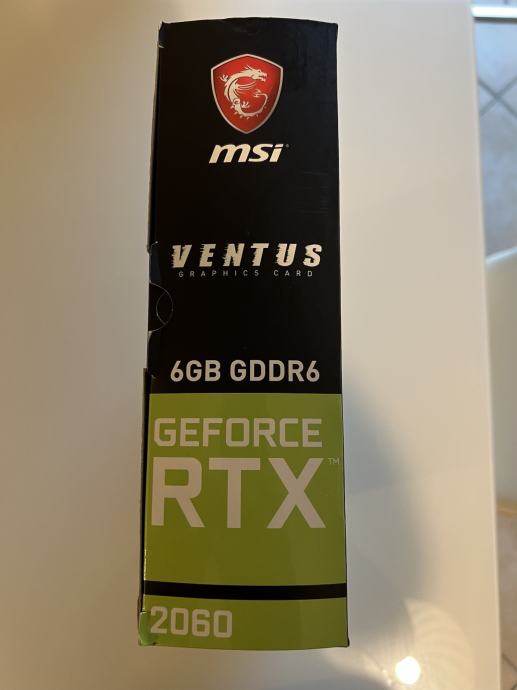 msi
VENTUS
GRAPHICS CARD
6GB GDDR6
GEFORCE
RTX™
2060